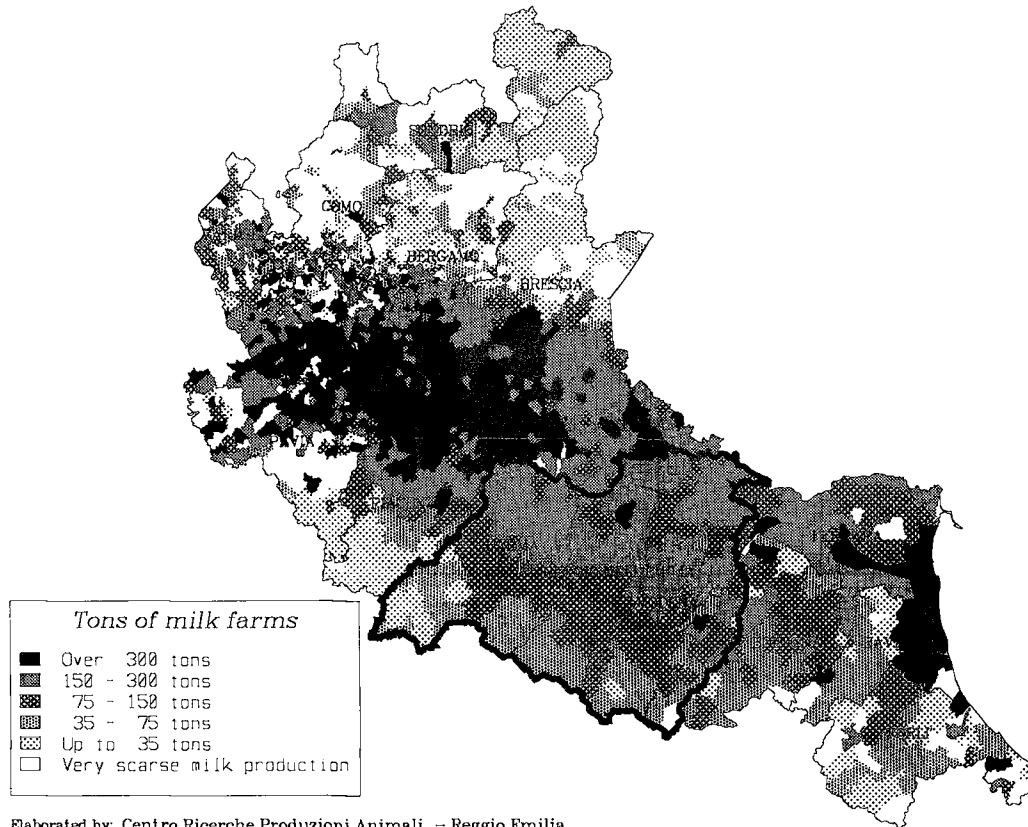 COMO
BERGAMO
BRESCIA
PAVIA
Tons of milk farms
Over 300 tons
150 - 300 tons
75 - 150 tons
35 - 75 tons
Up to 35 tons
Very scarse milk production
Elaborated by: Centro Ricerche Produzioni Animali - Reggio Emilia